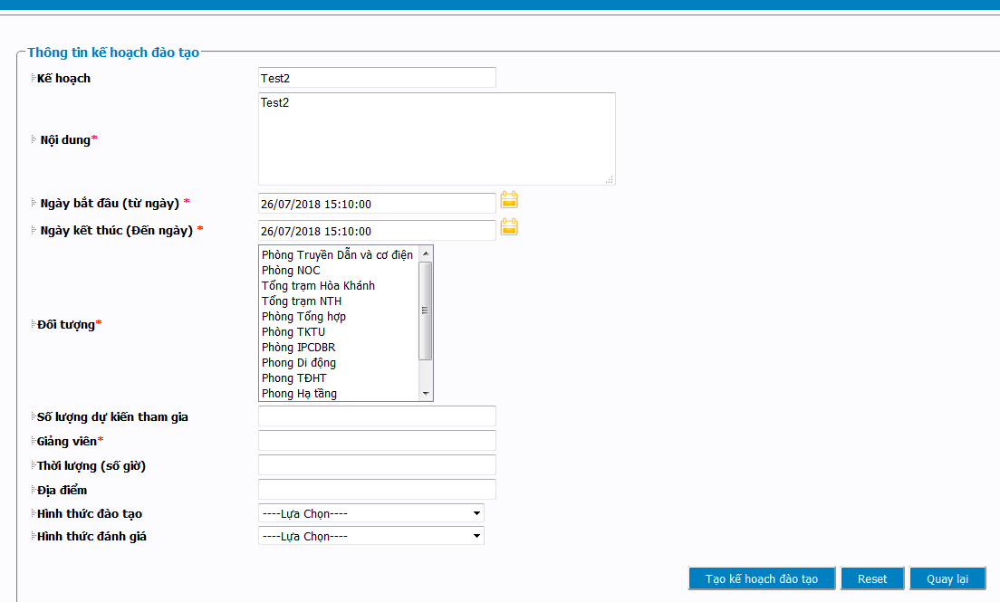 Thông tin kế hoạch đào tạo
Kế hoạch
Test2
Nội dung*
Test2
Ngày bắt đầu (từ ngày) *
26/07/2018 15:10:00
Ngày kết thúc (Đến ngày) *
26/07/2018 15:10:00
Đối tượng*
Phòng Truyền Dẫn và cơ điện
Phòng NOC
Tổng trạm Hòa Khánh
Tổng trạm NTH
Phòng Tổng hợp
Phòng TKTU
Phòng IPCDBR
Phong Di động
Phong TĐHT
Phong Hạ tầng
Số lượng dự kiến tham gia
Giảng viên*
Thời lượng (số giờ)
Địa điểm
Hình thức đào tạo
----Lựa Chọn----
Hình thức đánh giá
----Lựa Chọn----
Tạo kế hoạch đào tạo
Reset
Quay lại